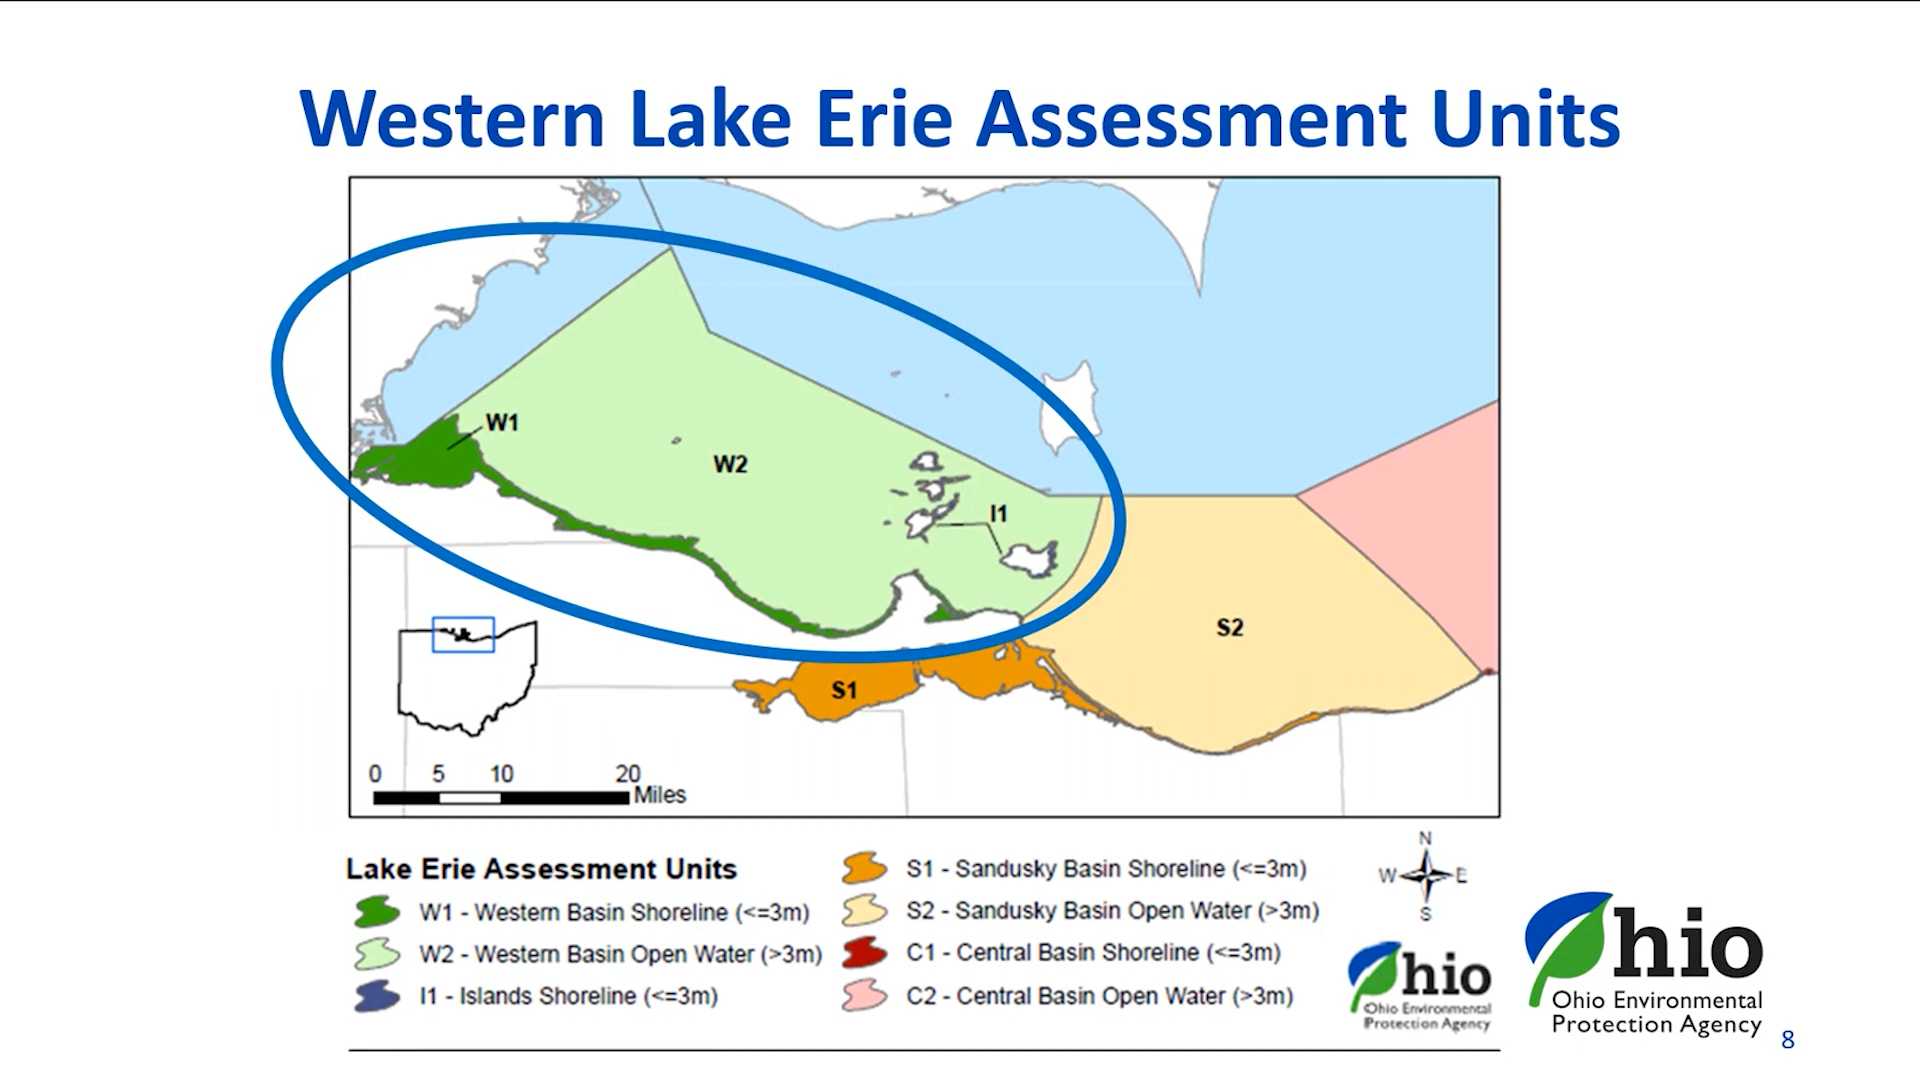 Western Lake Erie Assessment Units
W1
W2
I1
S2
S1
0 5 10 20
Miles
Lake Erie Assessment Units
W1 - Western Basin Shoreline (<=3m)
W2 - Western Basin Open Water (>3m)
I1 - Islands Shoreline (<=3m)
S1 - Sandusky Basin Shoreline (<=3m)
S2 - Sandusky Basin Open Water (>3m)
C1 - Central Basin Shoreline (<=3m)
C2 - Central Basin Open Water (>3m)
N
W E
S
Ohio
Ohio Environmental
Protection Agency
Ohio
Ohio Environmental
Protection Agency
8